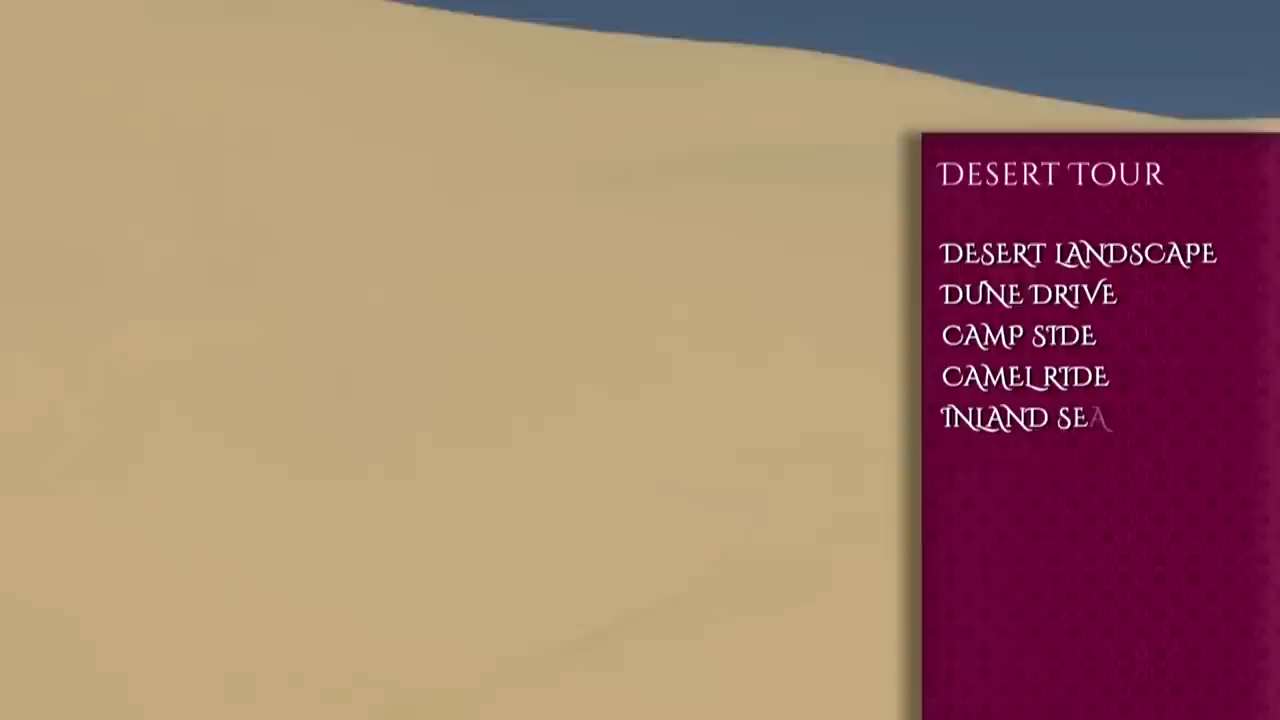 DESERT TOUR
DESERT LANDSCAPE
DUNE DRIVE
CAMP SIDE
CAMEL RIDE
INLAND SEA